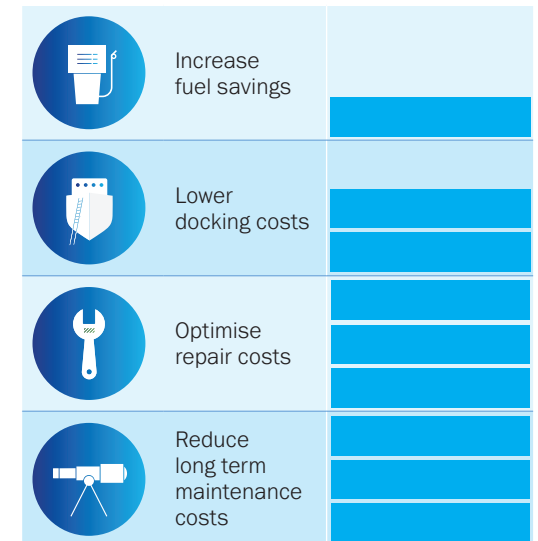 Increase
fuel savings
Lower
docking costs
Optimise
repair costs
Reduce
long term
maintenance
costs